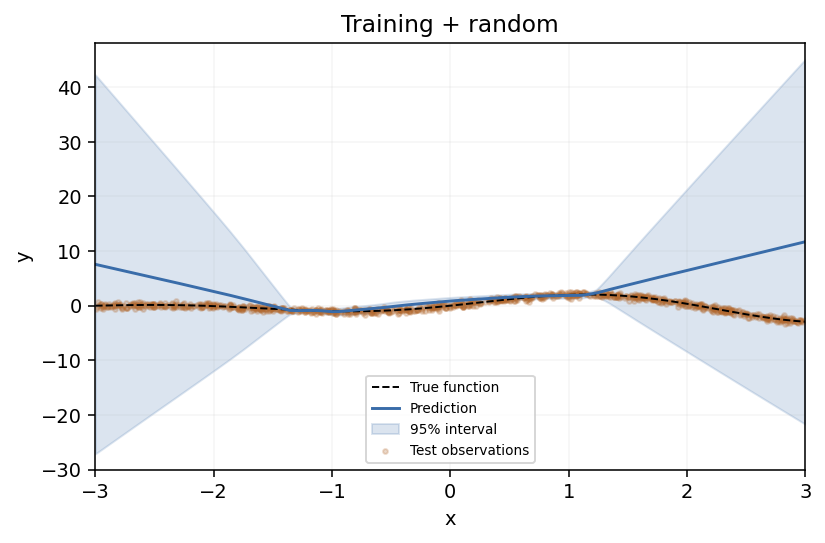 Training + random
40
30
20
10
0
−10
−20
−30
y
−3
−2
−1
0
1
2
3
x
True function
Prediction
95% interval
Test observations